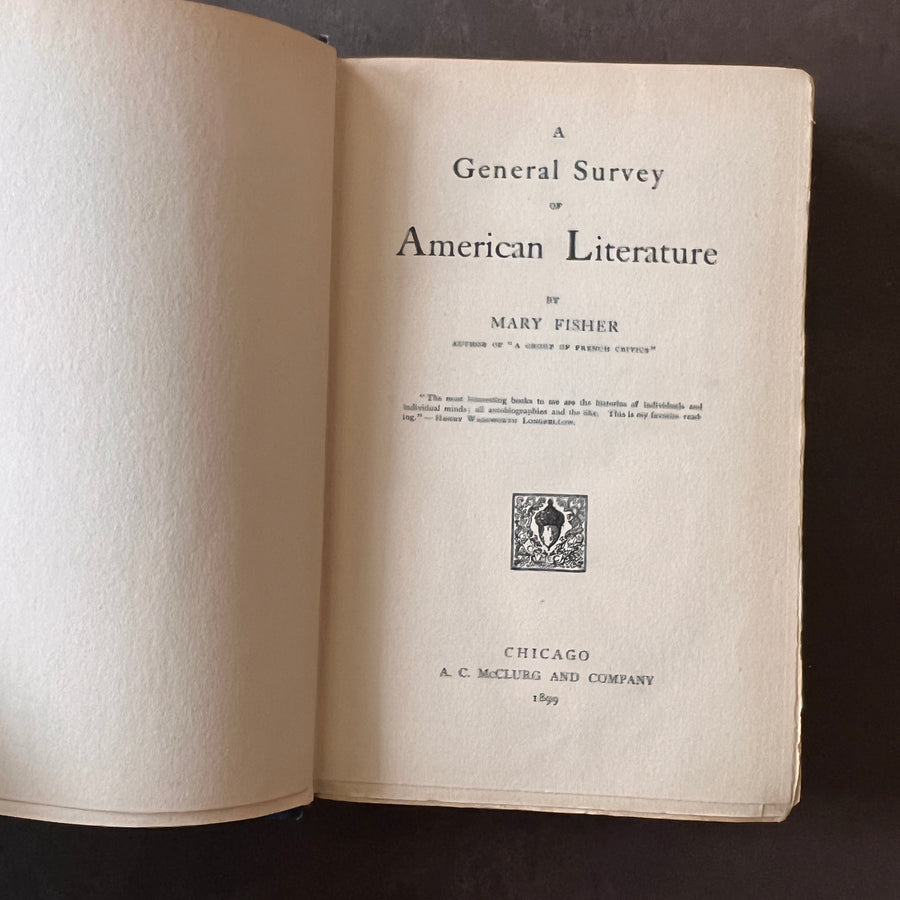 A
General Survey
OF
American Literature
BY
MARY FISHER
AUTHOR OF "A GROUP OF FRENCH CRITICS"
"The most interesting books to me are the histories of individuals and
individual minds; all autobiographies and the like. This is my favorite read-
ing."—HENRY WADSWORTH LONGFELLOW.
CHICAGO
A. C. McCLURG AND COMPANY
1899